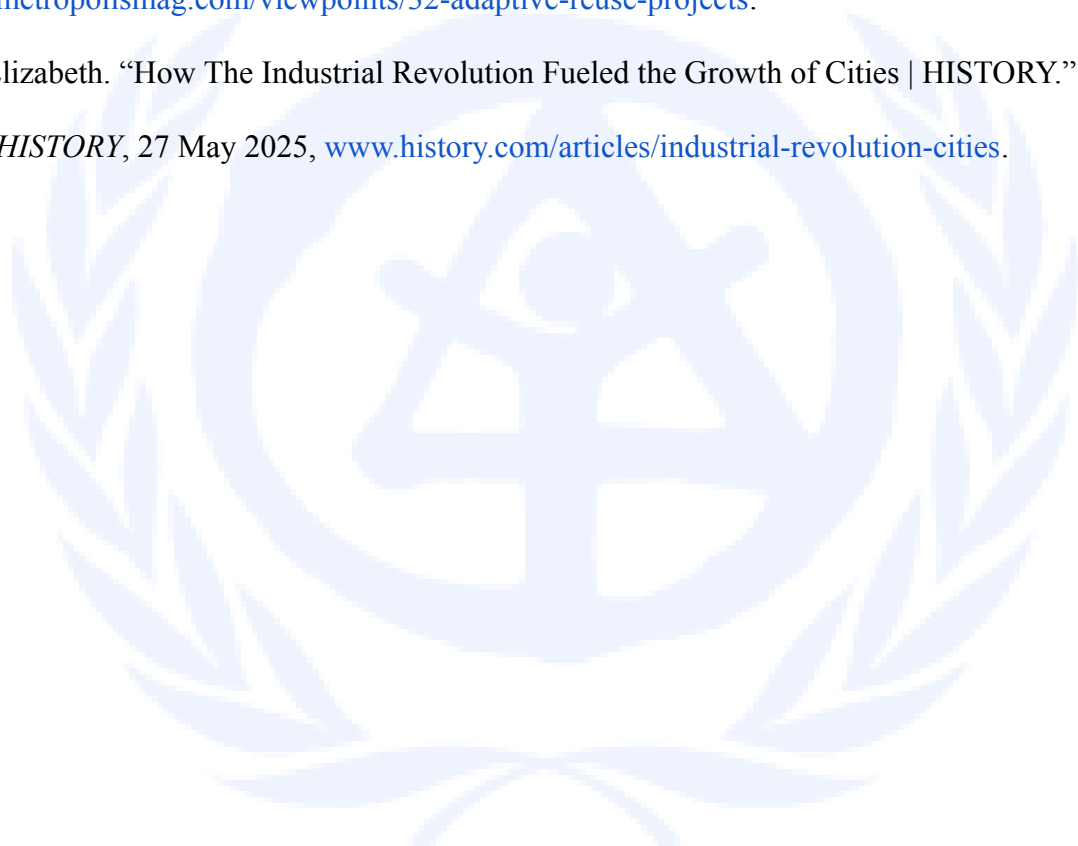 metropolismag.com/viewpoints/32-adaptive-reuse-projects.
Elizabeth. “How The Industrial Revolution Fueled the Growth of Cities | HISTORY.”
HISTORY, 27 May 2025, www.history.com/articles/industrial-revolution-cities.